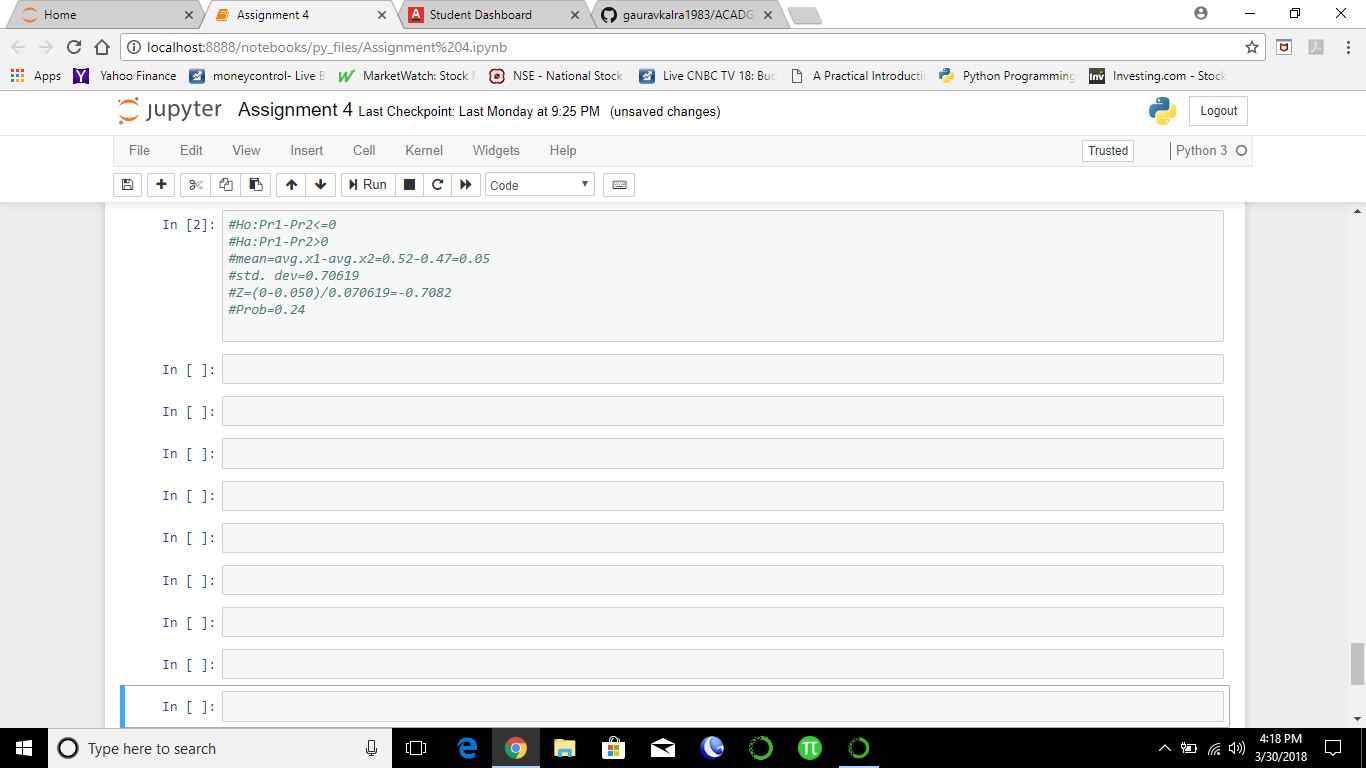 Home
Assignment 4
Student Dashboard
gauravkalra1983/ACADG
localhost:8888/notebooks/py_files/Assignment%204.ipynb
Apps Yahoo Finance moneycontrol- Live B MarketWatch: Stock NSE - National Stock Live CNBC TV 18: Bu A Practical Introducti Python Programming Investing.com - Stock
jupyter Assignment 4 Last Checkpoint: Last Monday at 9:25 PM (unsaved changes) Logout
File Edit View Insert Cell Kernel Widgets Help Trusted Python 3
Run Code
In [2]: #Ho:Pr1-Pr2<=0
#Ha:Pr1-Pr2>0
#mean=avg.x1-avg.x2=0.52-0.47=0.05
#std. dev=0.70619
#Z=(0-0.050)/0.070619=-0.7082
#Prob=0.24
In [ ]:
In [ ]:
In [ ]:
In [ ]:
In [ ]:
In [ ]:
In [ ]:
In [ ]:
In [ ]:
Type here to search
4:18 PM
3/30/2018